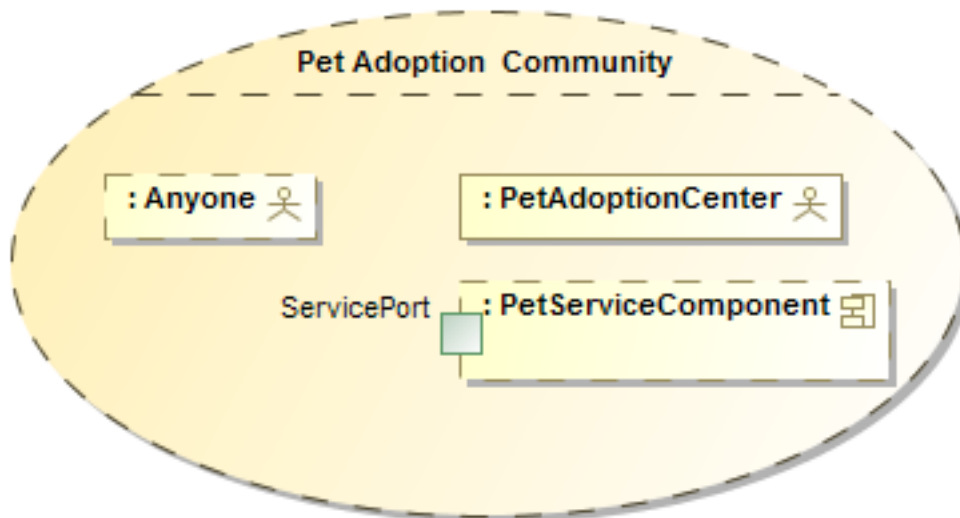 Pet Adoption Community
: Anyone
: PetAdoptionCenter
ServicePort
: PetServiceComponent